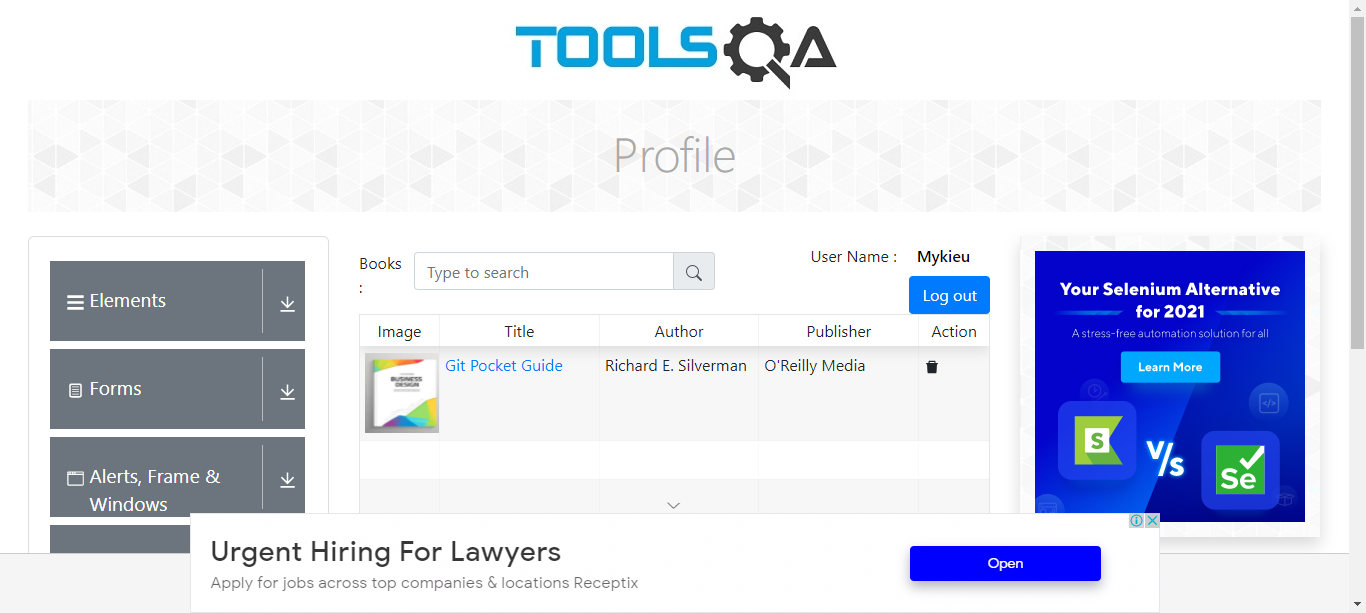 TOOLSQA
Profile
Elements
Forms
Alerts, Frame &
Windows
Books
:
Type to search
User Name :
Mykieu
Log out
Image Title Author Publisher Action
BUSINESS
DESIGN
Git Pocket Guide Richard E. Silverman O'Reilly Media
Your Selenium Alternative
for 2021
A stress-free automation solution for all
Learn More
S
V/s
Se
Urgent Hiring For Lawyers
Apply for jobs across top companies & locations Receptix
Open